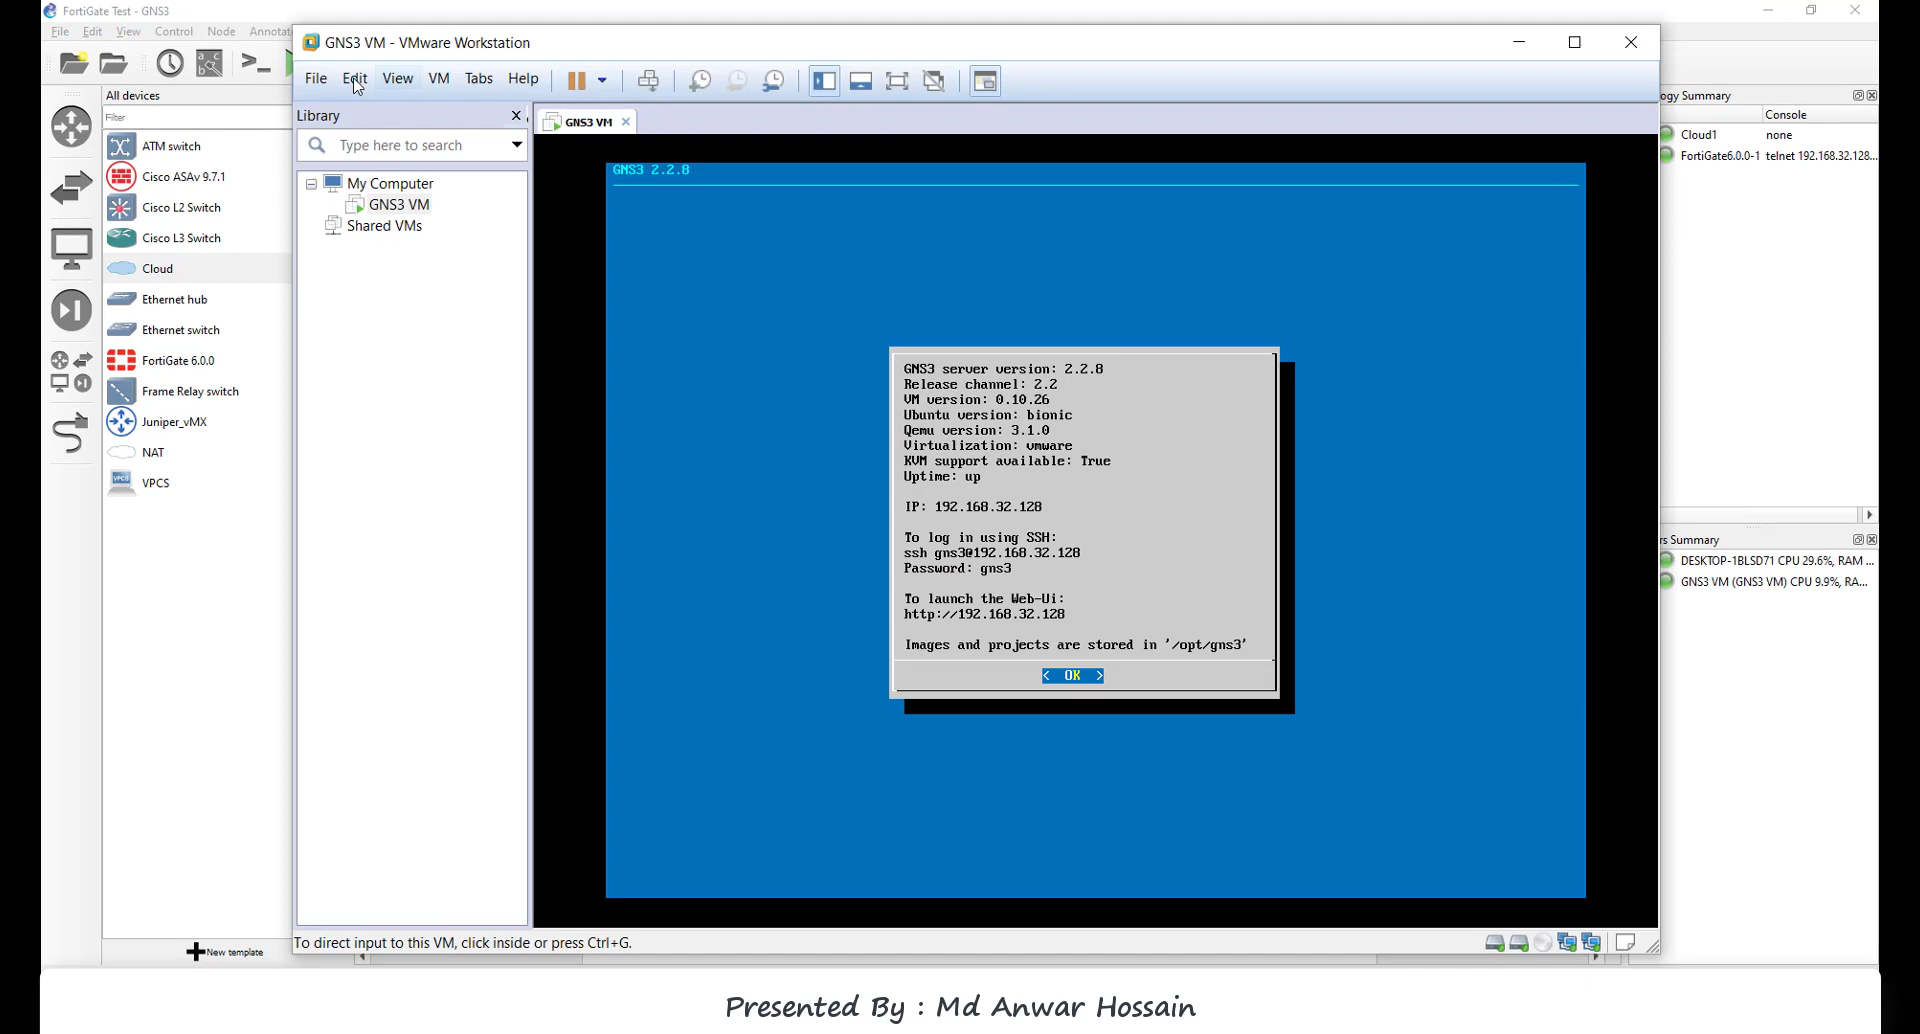 FortiGate Test - GNS3
File Edit View Control Node Annotat
All devices
Filter
ATM switch
Cisco ASAv 9.7.1
Cisco L2 Switch
Cisco L3 Switch
Cloud
Ethernet hub
Ethernet switch
FortiGate 6.0.0
Frame Relay switch
Juniper_vMX
NAT
VPCS
New template
GNS3 VM - VMware Workstation
File Edit View VM Tabs Help
Library
Type here to search
My Computer
GNS3 VM
Shared VMs
GNS3 VM
GNS3 2.2.8
GNS3 server version: 2.2.8
Release channel: 2.2
VM version: 0.10.26
Ubuntu version: bionic
Qemu version: 3.1.0
Virtualization: vmware
KVM support available: True
Uptime: up
IP: 192.168.32.128
To log in using SSH:
ssh gns3@192.168.32.128
Password: gns3
To launch the Web-Ui:
http://192.168.32.128
Images and projects are stored in '/opt/gns3'
< OK >
To direct input to this VM, click inside or press Ctrl+G.
ogy Summary
Console
Cloud1 none
FortiGate6.0.0-1 telnet 192.168.32.128...
rs Summary
DESKTOP-1BLSD71 CPU 29.6%, RAM ...
GNS3 VM (GNS3 VM) CPU 9.9%, RA...
Presented By : Md Anwar Hossain